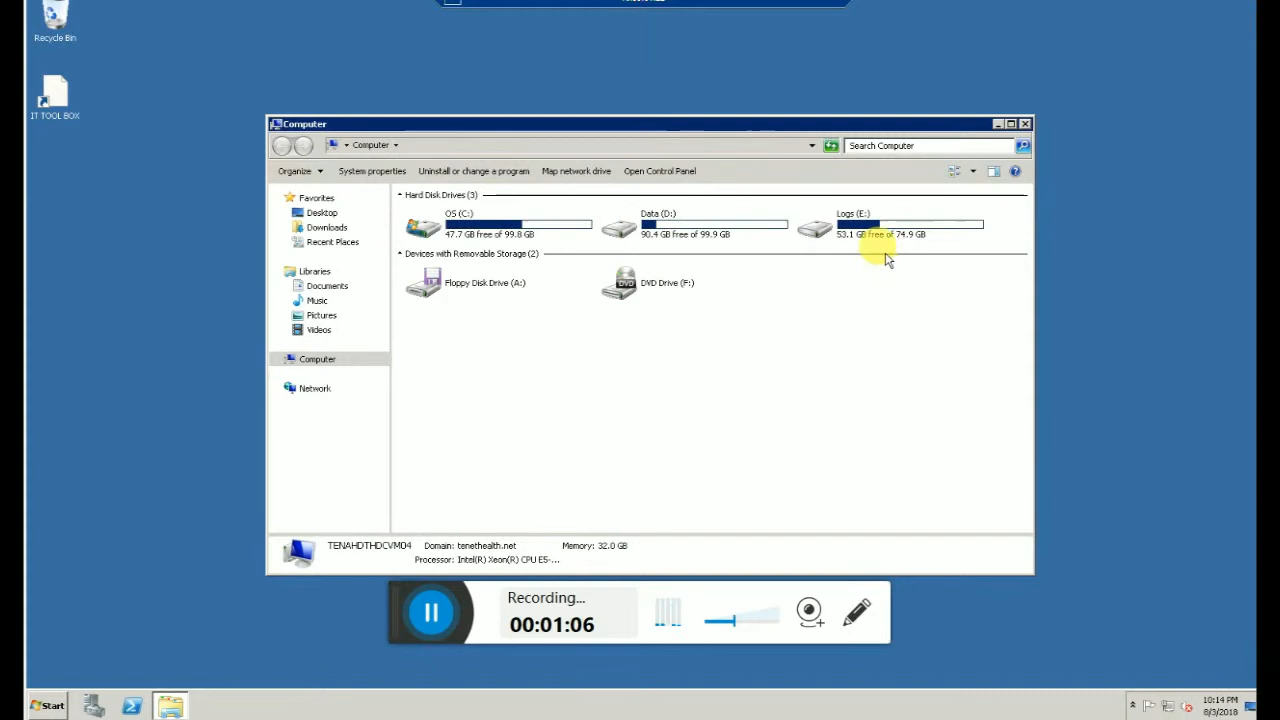 Recycle Bin
IT TOOL BOX
Computer
Computer
Search Computer
Organize
System properties
Uninstall or change a program
Map network drive
Open Control Panel
Favorites
Desktop
Downloads
Recent Places
Libraries
Documents
Music
Pictures
Videos
Computer
Network
Hard Disk Drives (3)
OS (C:)
47.7 GB free of 99.8 GB
Data (D:)
90.4 GB free of 99.9 GB
Logs (E:)
53.1 GB free of 74.9 GB
Devices with Removable Storage (2)
Floppy Disk Drive (A:)
DVD Drive (F:)
TENAHDTHDCVM04 Domain: tenethealth.net Memory: 32.0 GB
Processor: Intel(R) Xeon(R) CPU E5-...
Recording...
00:01:06
Start
10:14 PM
8/3/2018